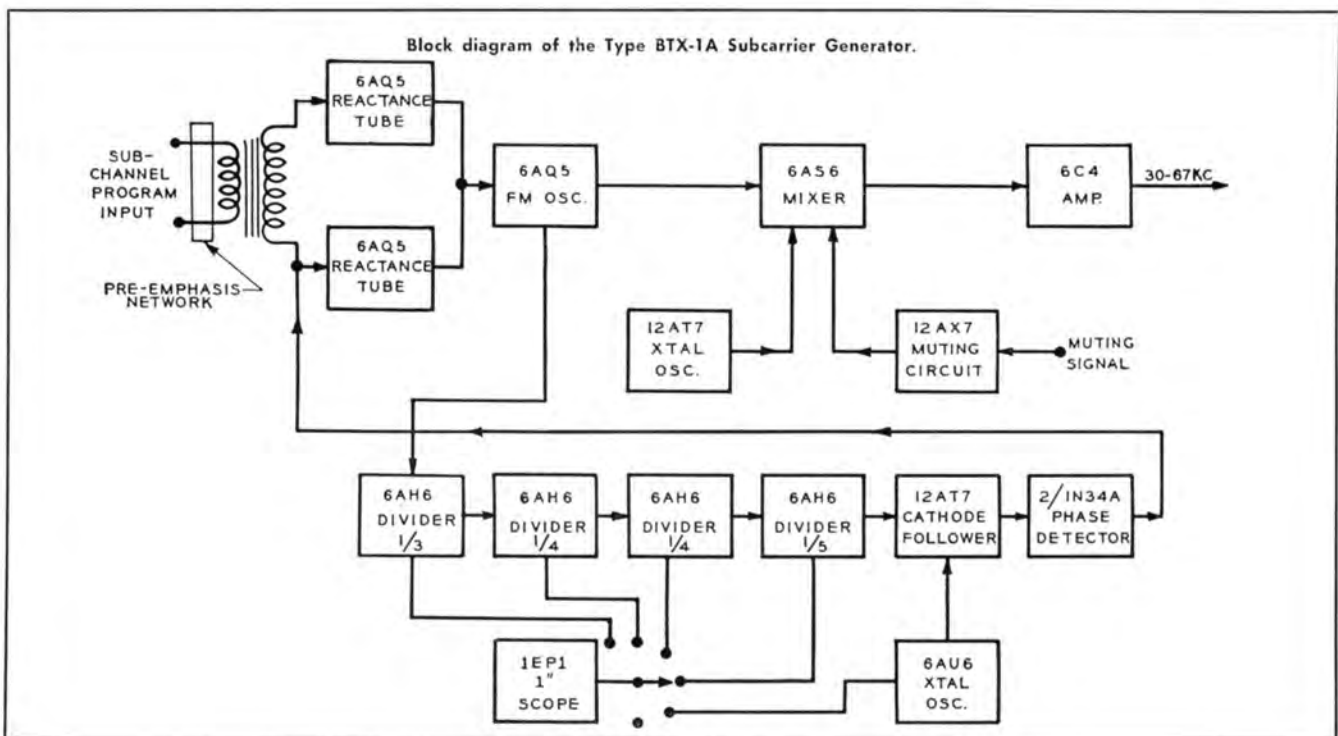 Block diagram of the Type BTX-1A Subcarrier Generator.
SUB-
CHANNEL
PROGRAM
INPUT
PRE-EMPHASIS
NETWORK
6AQ5
REACTANCE
TUBE
6AQ5
REACTANCE
TUBE
6AQ5
FM OSC.
6AS6
MIXER
6C4
AMP.
30-67KC
12AT7
XTAL
OSC.
12AX7
MUTING
CIRCUIT
MUTING
SIGNAL
6AH6
DIVIDER
1/3
6AH6
DIVIDER
1/4
6AH6
DIVIDER
1/4
6AH6
DIVIDER
1/5
12AT7
CATHODE
FOLLOWER
2/1N34A
PHASE
DETECTOR
1EP1
1"
SCOPE
6AU6
XTAL
OSC.